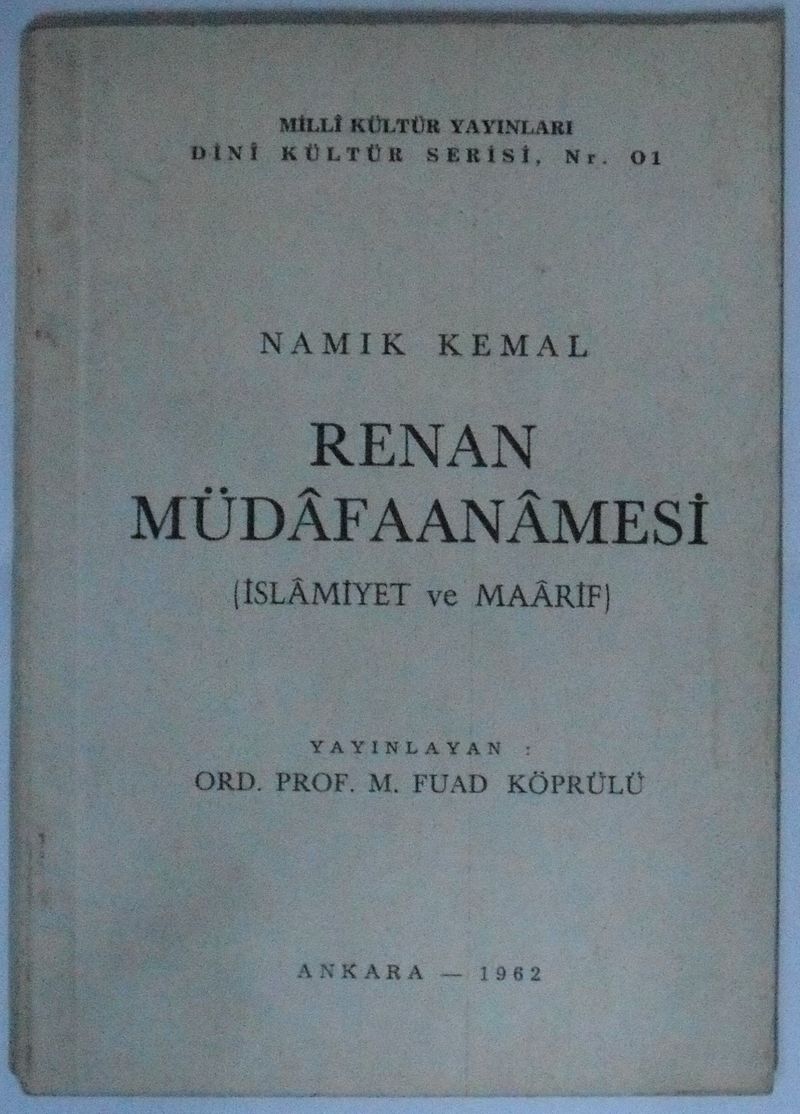 MİLLÎ KÜLTÜR YAYINLARI
DİNÎ KÜLTÜR SERİSİ, Nr. 01
NAMIK KEMAL
RENAN
MÜDÂFAANÂMESİ
(İSLÂMİYET ve MAÂRİF)
YAYINLAYAN :
ORD. PROF. M. FUAD KÖPRÜLÜ
ANKARA — 1962